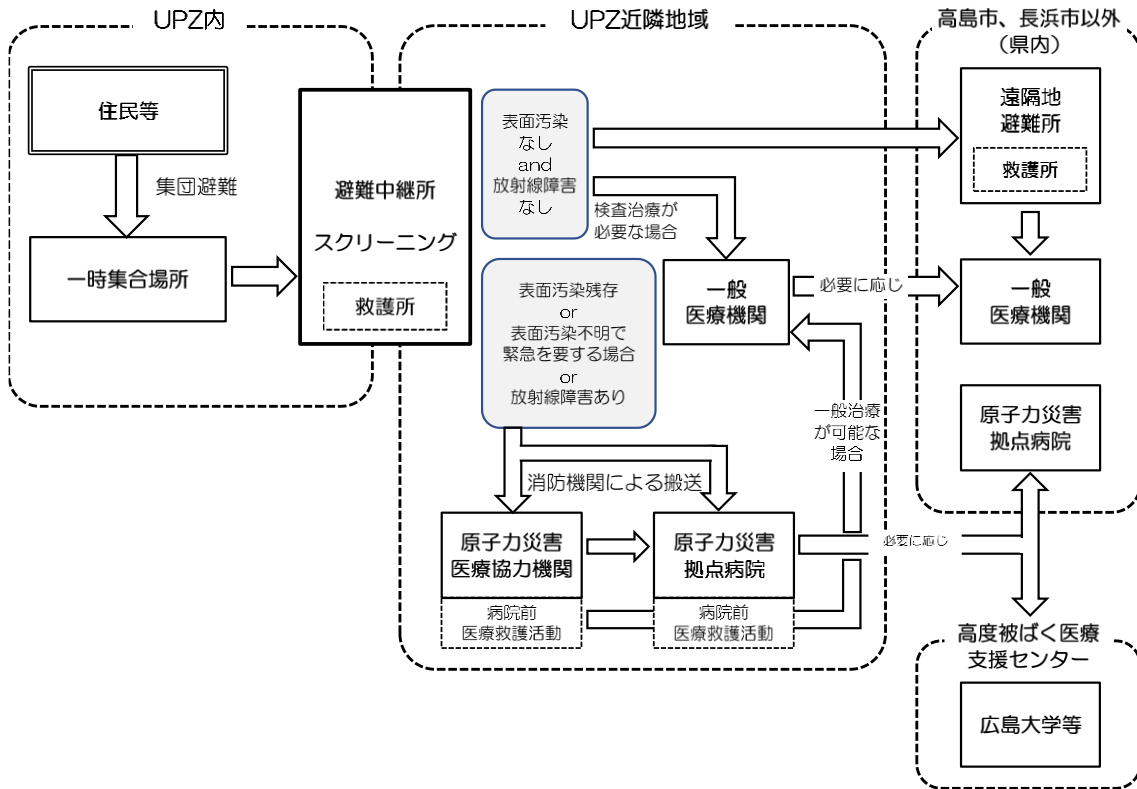 UPZ内
住民等
集団避難
一時集合場所
避難中継所
スクリーニング
救護所
UPZ近隣地域
表面汚染
なし
and
放射線障害
なし
検査治療が
必要な場合
表面汚染残存
or
表面汚染不明で
緊急を要する場合
or
放射線障害あり
一般
医療機関
必要に応じ
一般治療
が可能な
場合
消防機関による搬送
原子力災害
医療協力機関
病院前
医療救護活動
原子力災害
拠点病院
病院前
医療救護活動
必要に応じ
高島市、長浜市以外
（県内）
遠隔地
避難所
救護所
一般
医療機関
原子力災害
拠点病院
高度被ばく医療
支援センター
広島大学等